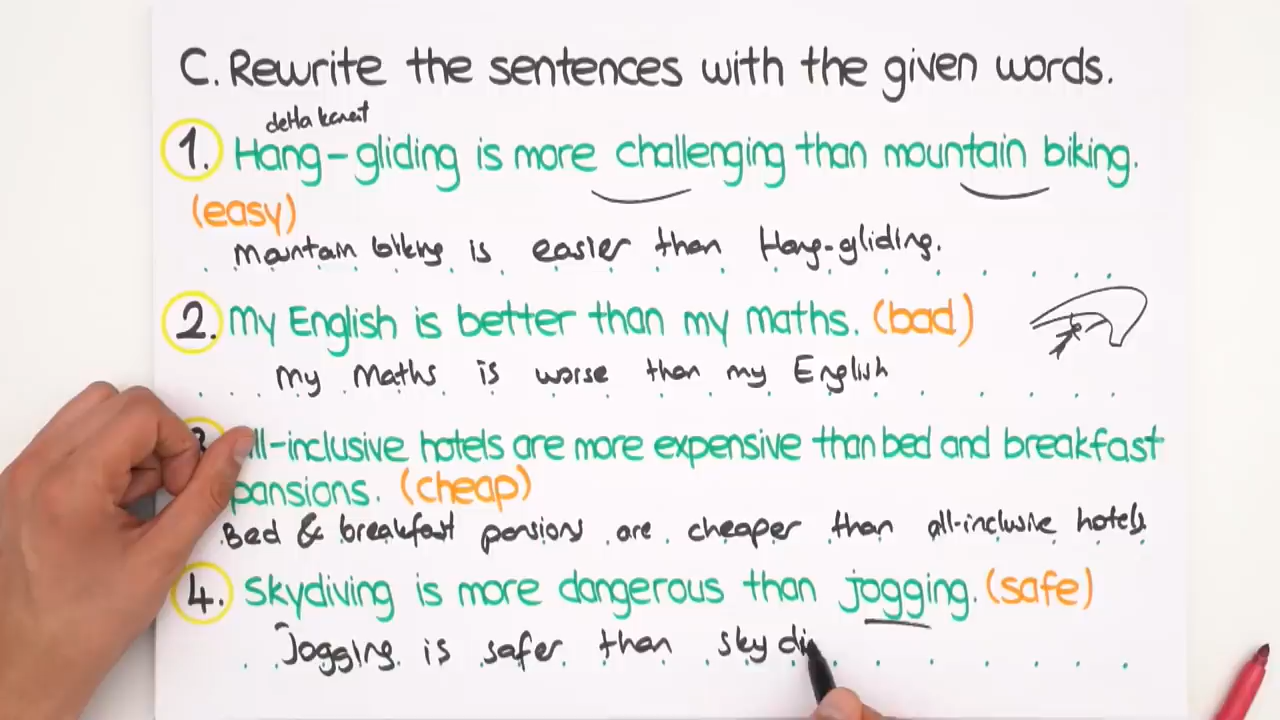 C. Rewrite the sentences with the given words.
delta kanat
1. Hang-gliding is more challenging than mountain biking.
(easy)
Mountain biking is easier than Hang-gliding.
2. My English is better than my maths. (bad)
My Maths is worse than my English
ll-inclusive hotels are more expensive than bed and breakfast
pansions. (cheap)
Bed & breakfast pansions are cheaper than all-inclusive hotels.
4. Skydiving is more dangerous than jogging. (safe)
Jogging is safer than sky di